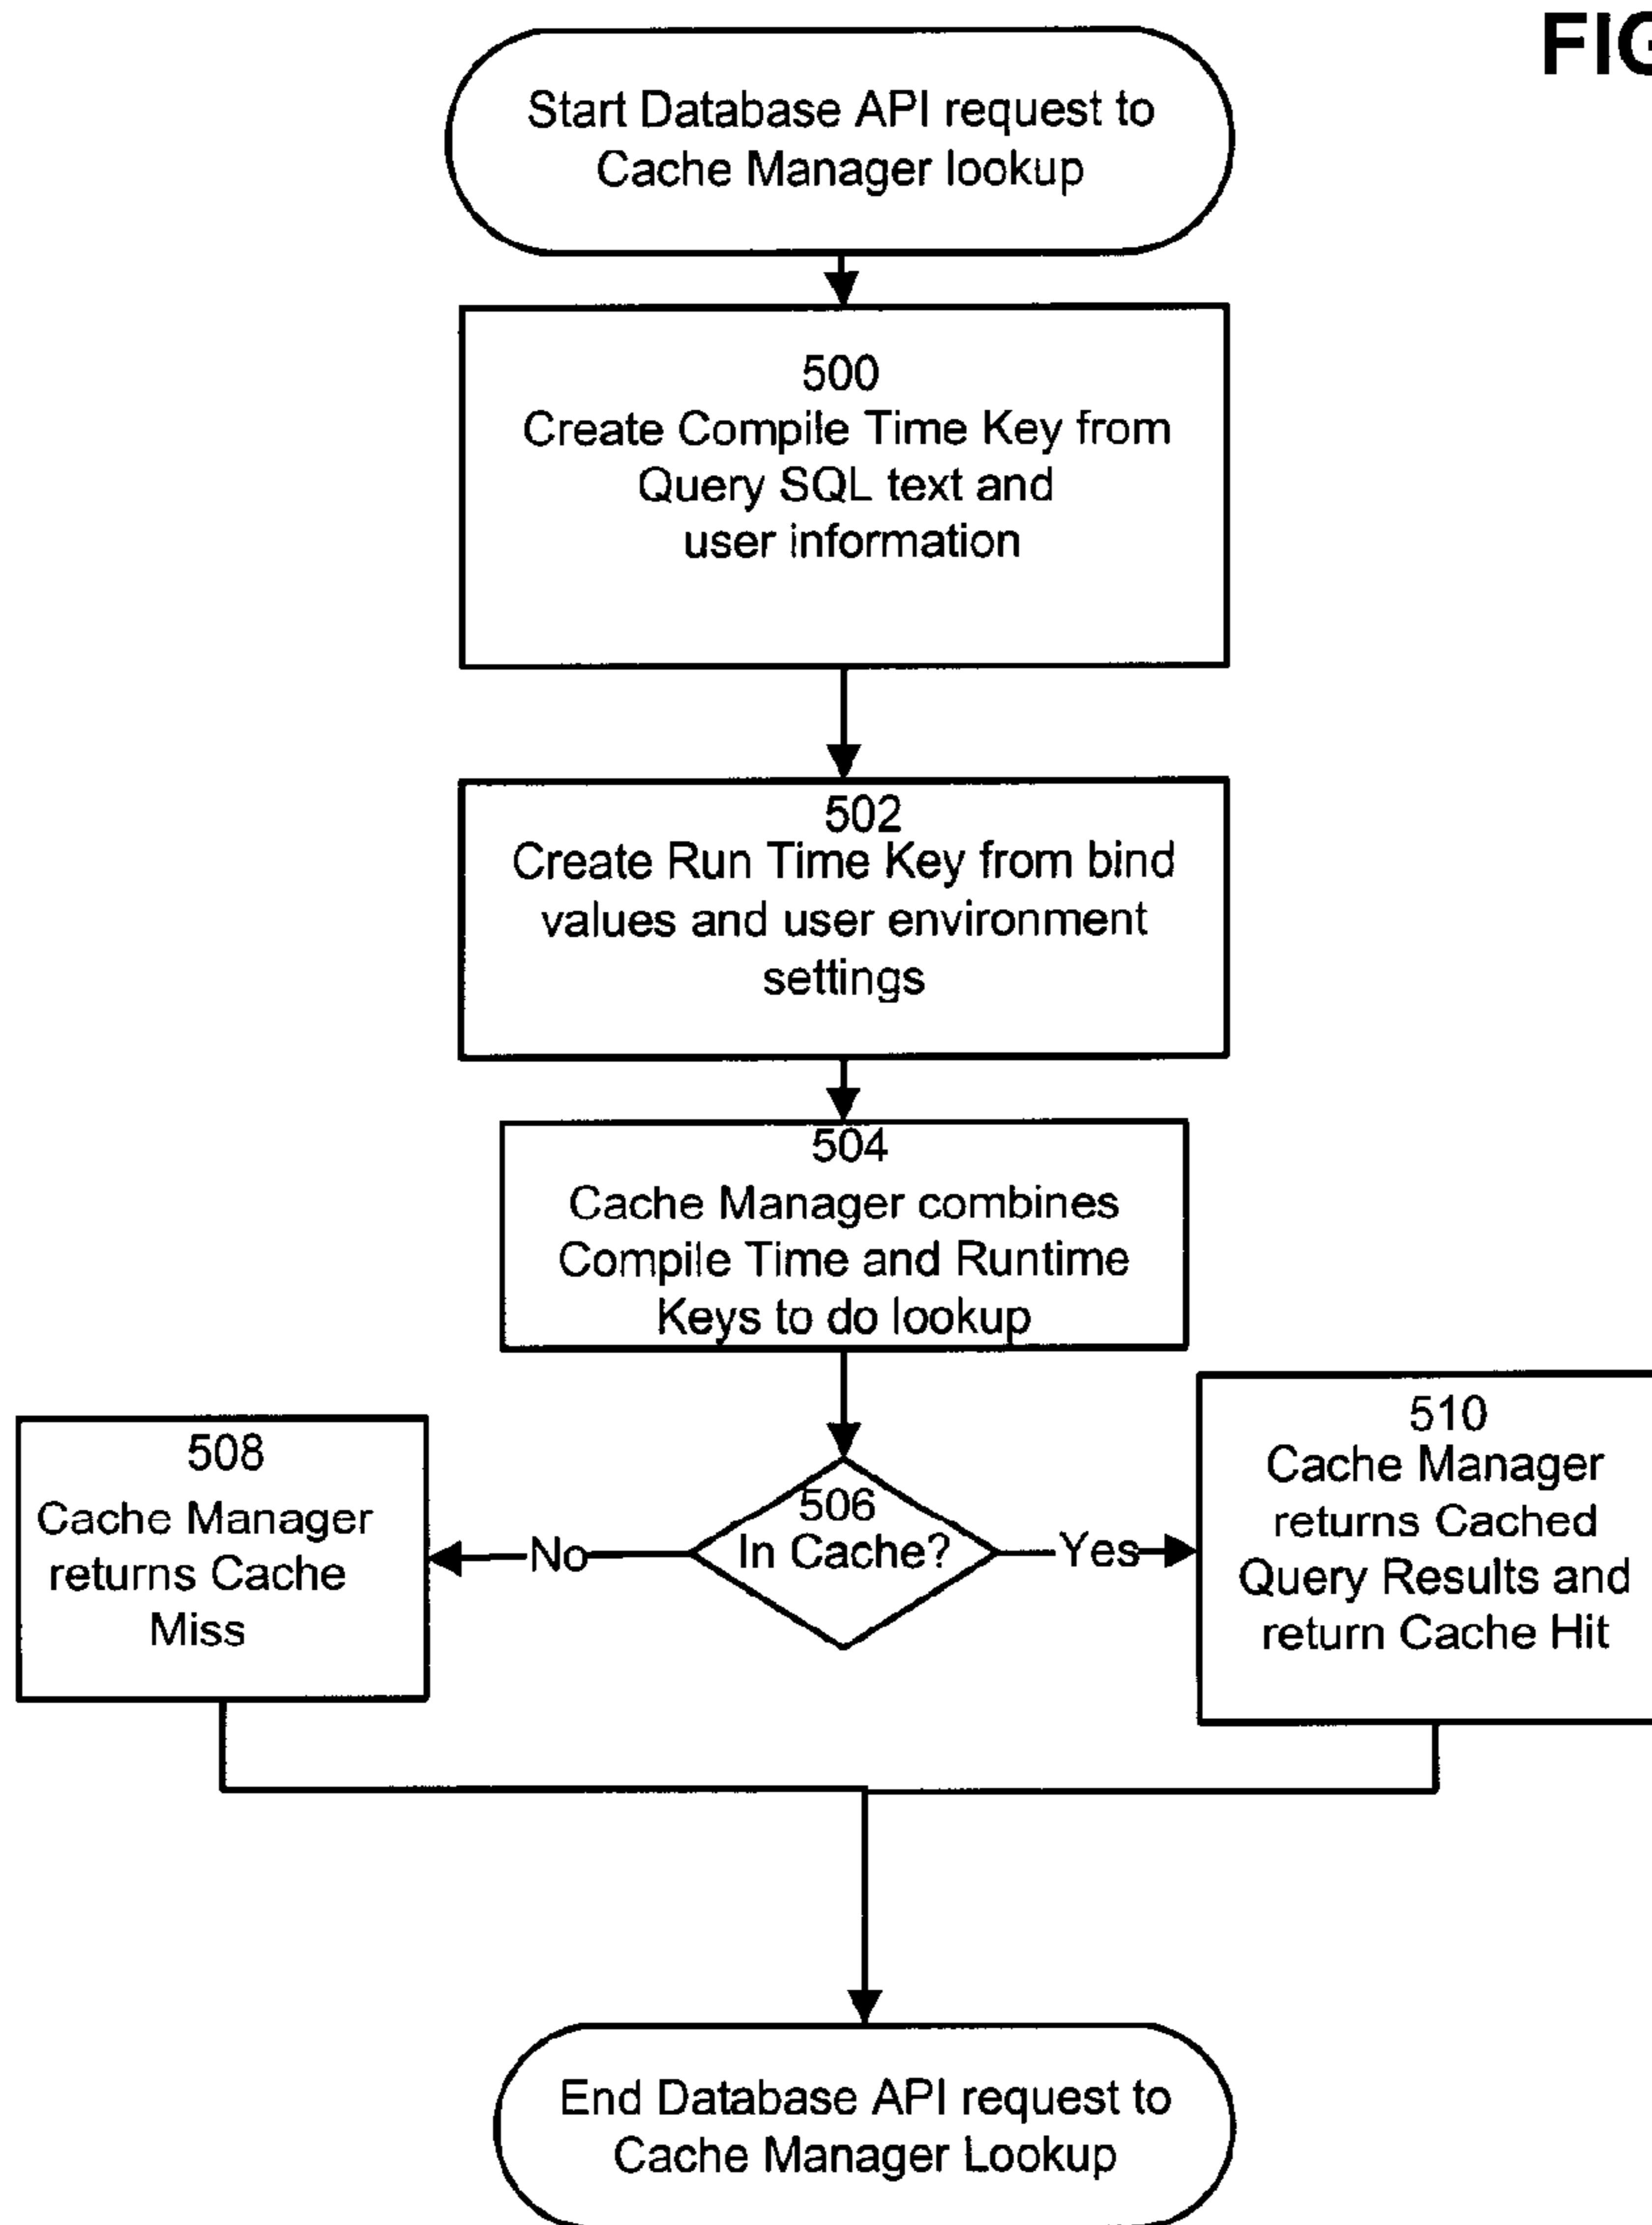 FIG
Start Database API request to
Cache Manager lookup
500
Create Compile Time Key from
Query SQL text and
user information
502
Create Run Time Key from bind
values and user environment
settings
504
Cache Manager combines
Compile Time and Runtime
Keys to do lookup
508
Cache Manager
returns Cache
Miss
No
506
In Cache?
Yes
510
Cache Manager
returns Cached
Query Results and
return Cache Hit
End Database API request to
Cache Manager Lookup